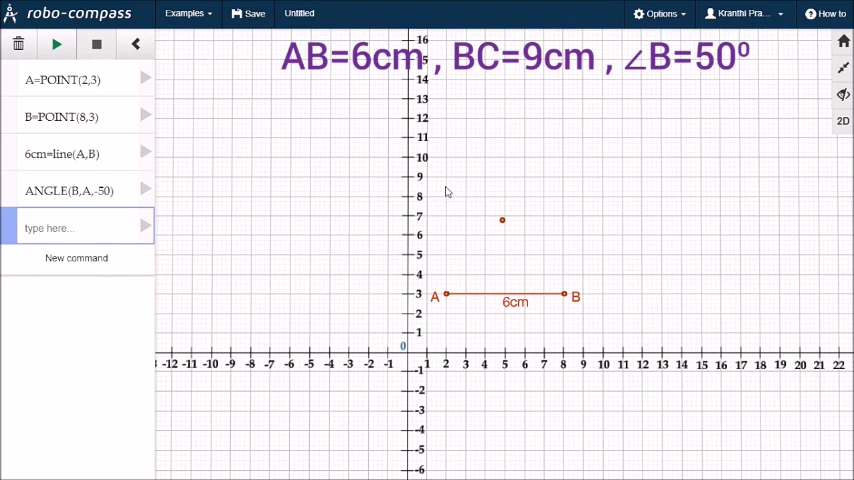 robo-compass
Examples
Save
Untitled
Options
Kranthi Pra...
How to
AB=6cm , BC=9cm , ∠B=50⁰
A=POINT(2,3)
B=POINT(8,3)
6cm=line(A,B)
ANGLE(B,A,-50)
type here...
New command
2D
16
15
14
13
12
11
10
9
8
7
6
5
4
3
2
1
0
A
B
6cm
-12 -11 -10 -9 -8 -7 -6 -5 -4 -3 -2 -1 1 2 3 4 5 6 7 8 9 10 11 12 13 14 15 16 17 18 19 20 21 22
-1
-2
-3
-4
-5
-6